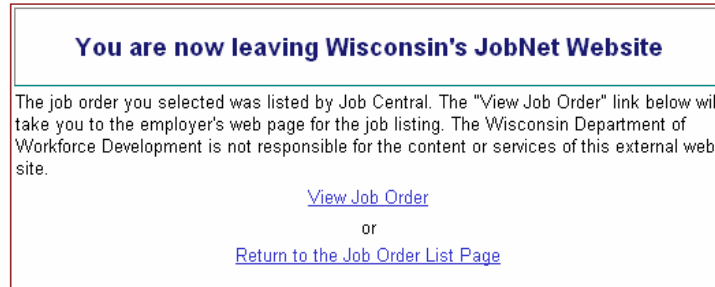 You are now leaving Wisconsin's JobNet Website
The job order you selected was listed by Job Central. The "View Job Order" link below wil
take you to the employer's web page for the job listing. The Wisconsin Department of
Workforce Development is not responsible for the content or services of this external web
site.
View Job Order
or
Return to the Job Order List Page